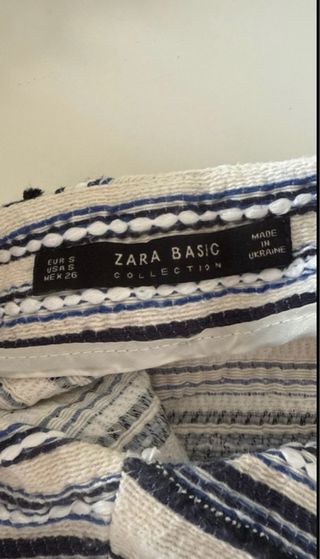 EUR S
USA S
MEX 26
ZARA BASIC
COLLECTION
MADE
IN
UKRAINE